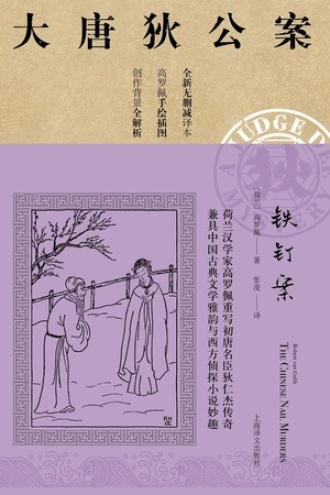 大唐狄公案
全新无删减译本
高罗佩手绘插图
创作背景全解析
JUDGE D
狄
铁钉案
[荷兰] 高罗佩 著
张凌 译
荷兰汉学家高罗佩重写初唐名臣狄仁杰传奇
兼具中国古典文学雅韵与西方侦探小说妙趣
Robert van Gulik
THE CHINESE NAIL MURDERS
上海译文出版社